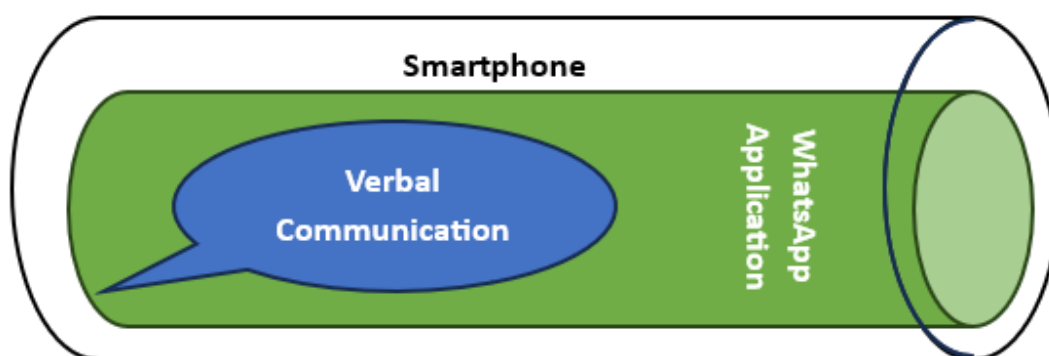 Smartphone
Verbal
Communication
WhatsApp
Application